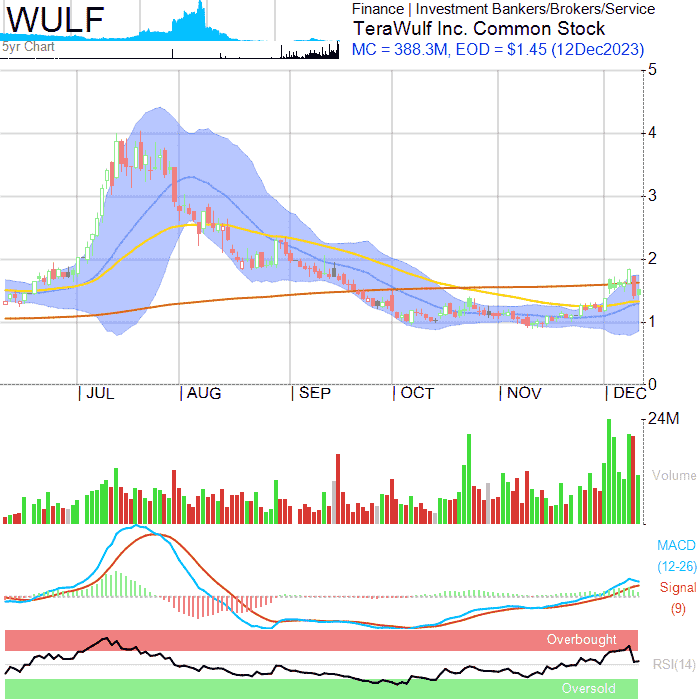 WULF
5yr Chart
Finance | Investment Bankers/Brokers/Service
TeraWulf Inc. Common Stock
MC = 388.3M, EOD = $1.45 (12Dec2023)
5
4
3
2
1
0
JUL AUG SEP OCT NOV DEC
24M
Volume
MACD
(12-26)
Signal
(9)
Overbought
RSI(14)
Oversold